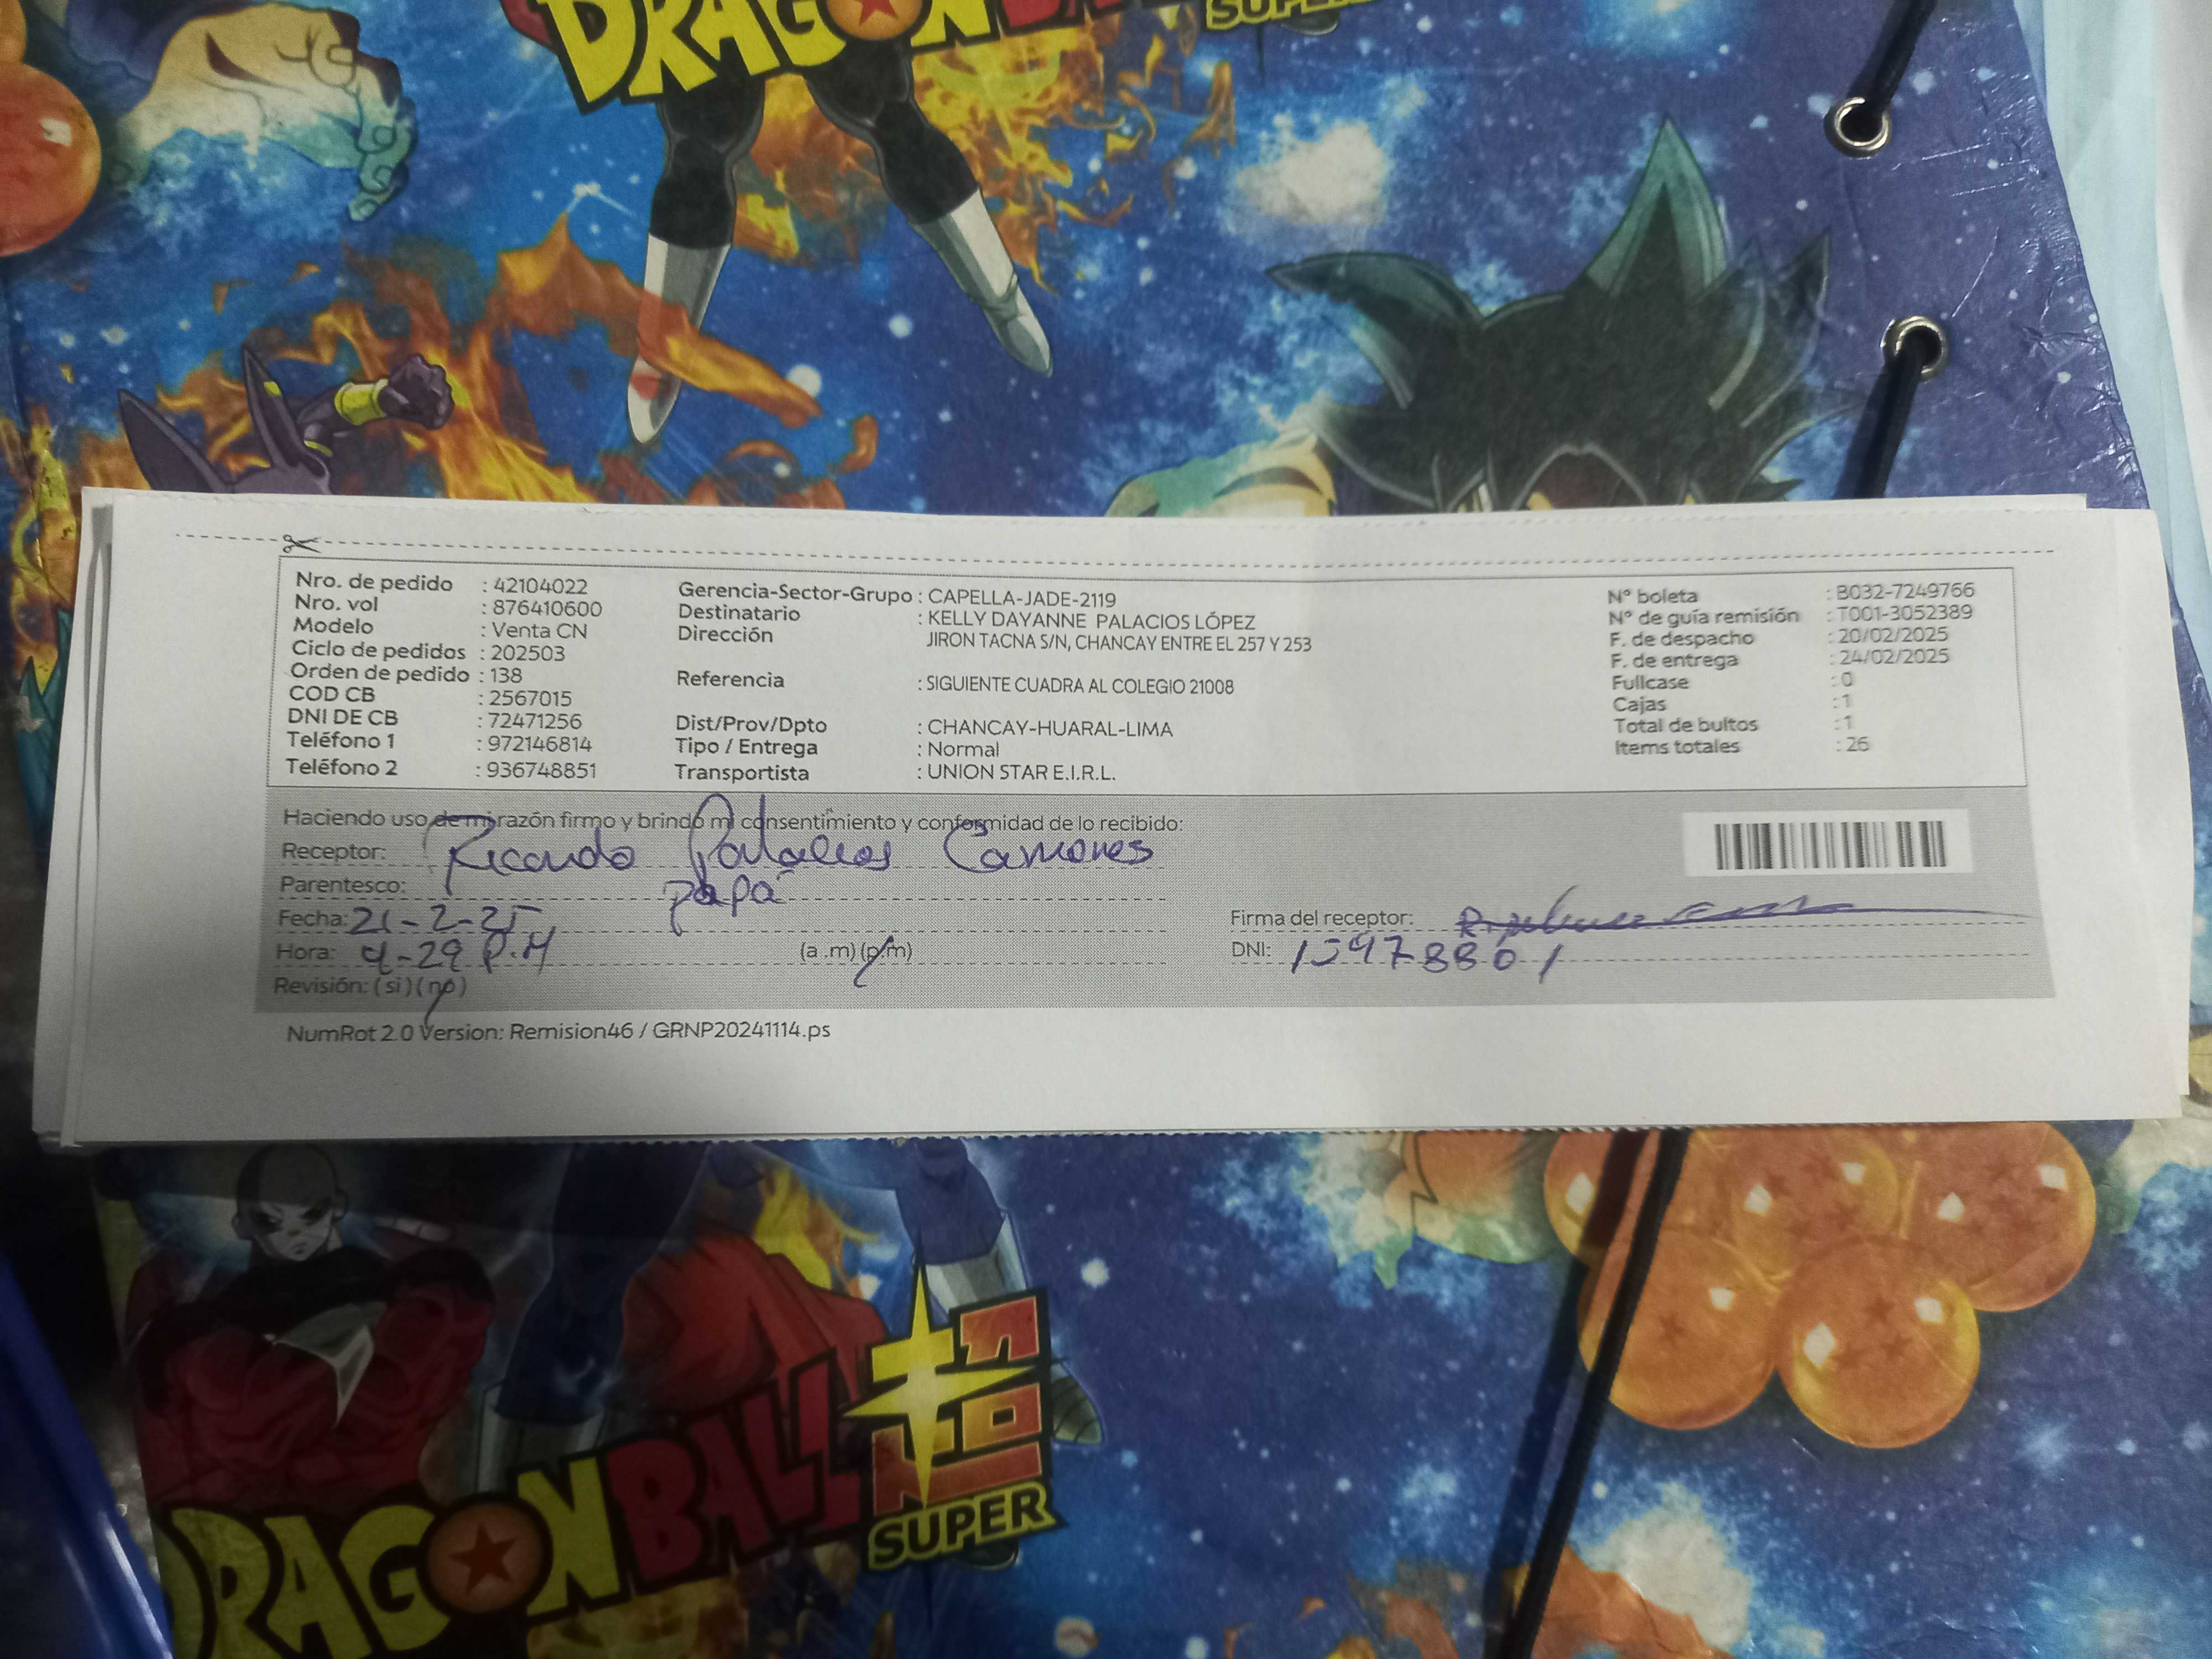 DRAGON
SUPER
Nro. de pedido : 42104022
Nro. vol : 876410600
Modelo : Venta CN
Ciclo de pedidos : 202503
Orden de pedido : 138
COD CB : 2567015
DNI DE CB : 72471256
Teléfono 1 : 972146814
Teléfono 2 : 936748851
Gerencia-Sector-Grupo : CAPELLA-JADE-2119
Destinatario : KELLY DAYANNE PALACIOS LÓPEZ
Dirección JIRON TACNA S/N, CHANCAY ENTRE EL 257 Y 253
Referencia : SIGUIENTE CUADRA AL COLEGIO 21008
Dist/Prov/Dpto : CHANCAY-HUARAL-LIMA
Tipo / Entrega : Normal
Transportista : UNION STAR E.I.R.L.
N° boleta : B032-7249766
N° de guía remisión : T001-3052389
F. de despacho : 20/02/2025
F. de entrega : 24/02/2025
Fullcase : 0
Cajas : 1
Total de bultos : 1
Items totales : 26
Haciendo uso de mi razón firmo y brindo mi consentimiento y conformidad de lo recibido:
Receptor: Ricardo Palacios Camones
Parentesco: papá
Fecha: 21-2-25
Hora: 4-29 P.M (a.m) (p.m)
Revisión: (si) (no)
Firma del receptor:
DNI: 15978801
NumRot 2.0 Version: Remision46 / GRNP20241114.ps
DRAGON BALL 超
SUPER